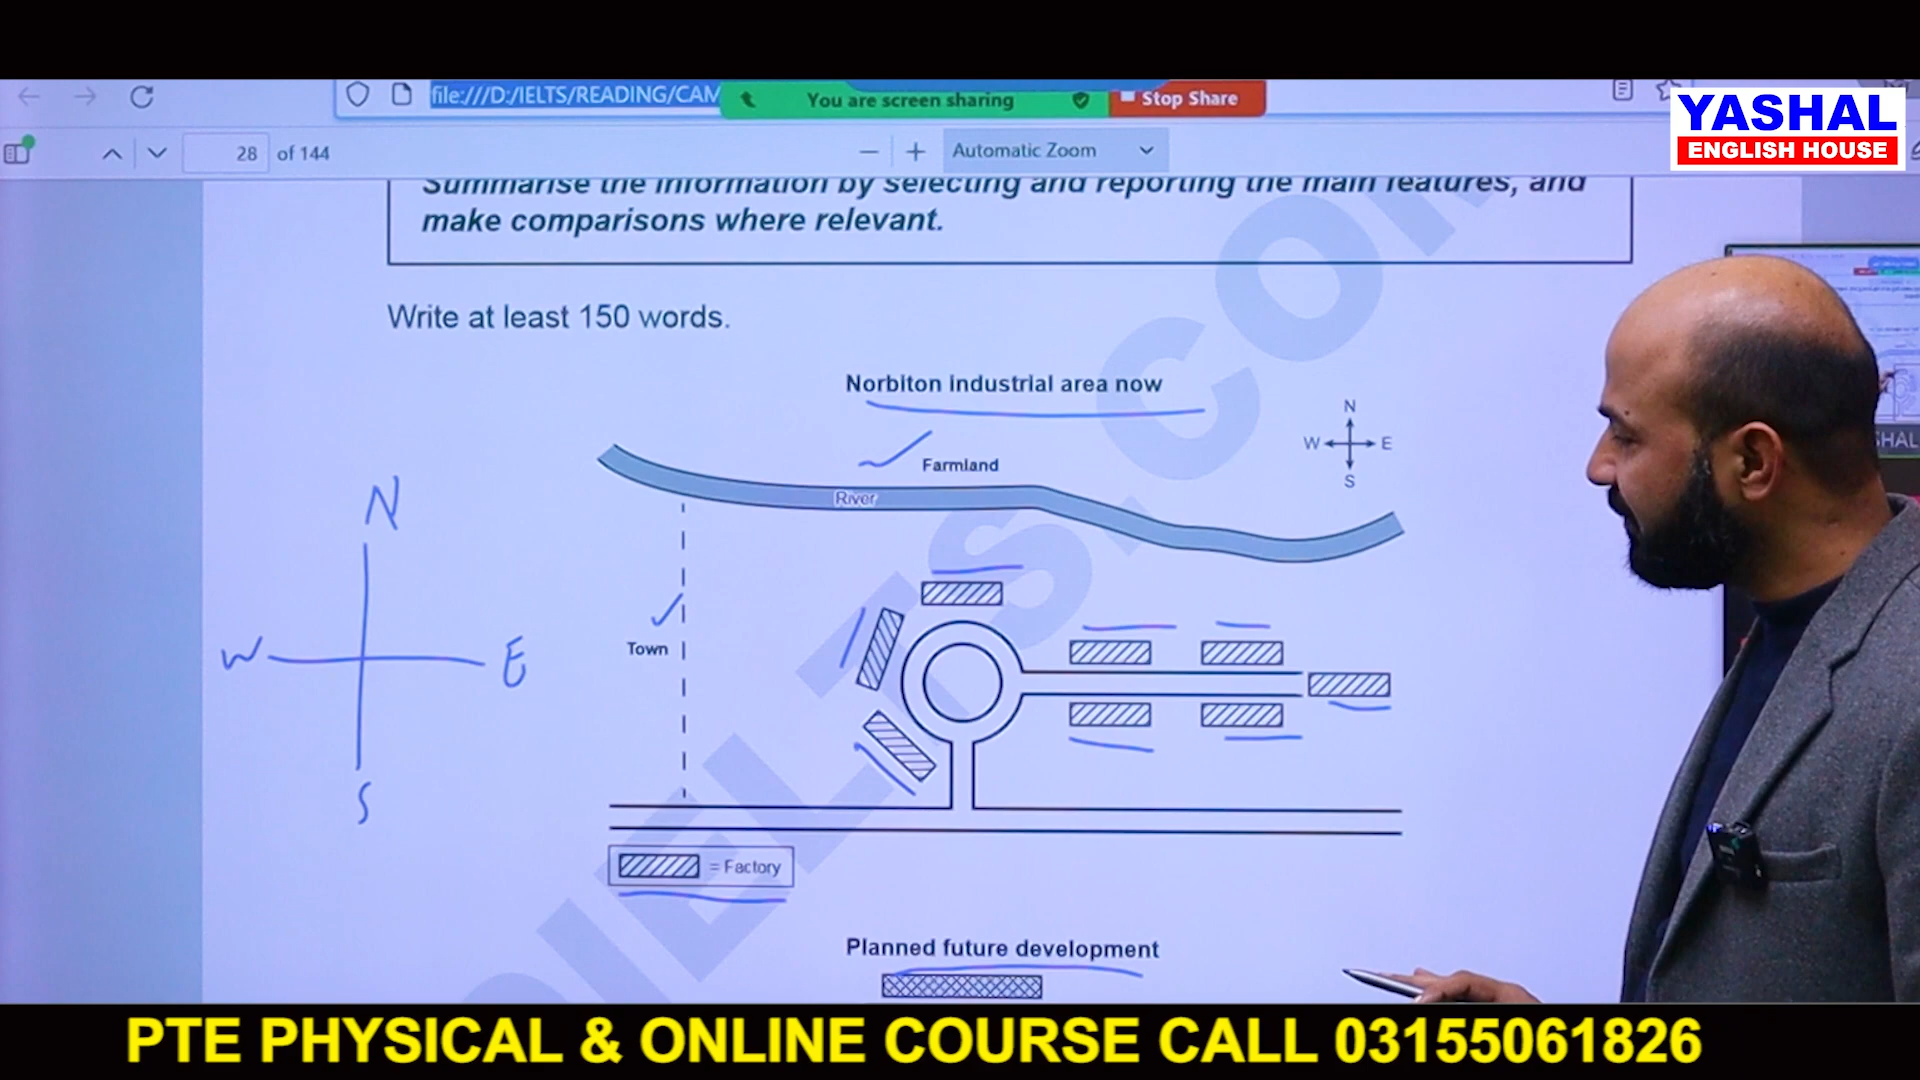 file:///D:/IELTS/READING/CAM
You are screen sharing
Stop Share
YASHAL
ENGLISH HOUSE
28 of 144
Automatic Zoom
Summarise the information by selecting and reporting the main features, and
make comparisons where relevant.
Write at least 150 words.
Norbiton industrial area now
N
W E
S
Farmland
River
N
W E
S
Town
= Factory
Planned future development
PTE PHYSICAL & ONLINE COURSE CALL 03155061826